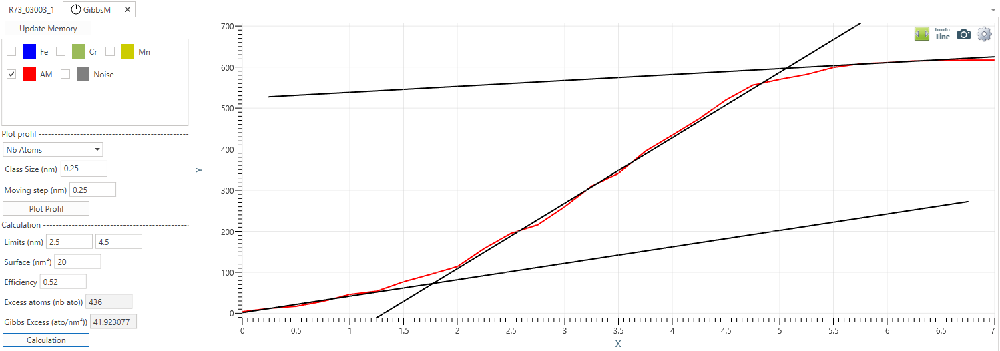 R73_03003_1 GibbsM ✕
Update Memory
Fe Cr Mn
AM Noise
Plot profil
Nb Atoms
Class Size (nm) 0.25
Moving step (nm) 0.25
Plot Profil
Calculation
Limits (nm) 2.5 4.5
Surface (nm²) 20
Efficiency 0.52
Excess atoms (nb ato)) 436
Gibbs Excess (ato/nm²)) 41.923077
Calculation
Line
700
600
500
400
300
200
100
0
Y
0 0.5 1 1.5 2 2.5 3 3.5 4 4.5 5 5.5 6 6.5 7
X